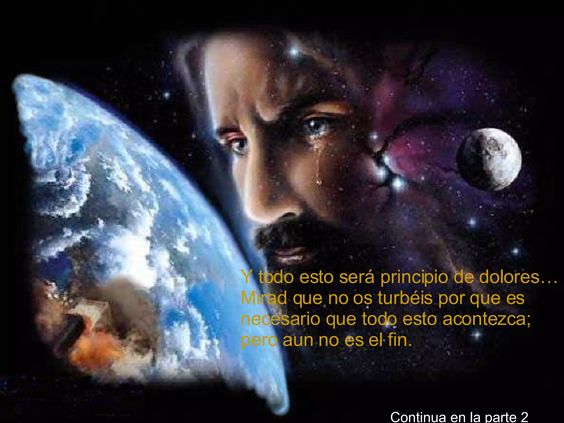 Y todo esto será principio de dolores…
Mirad que no os turbéis por que es
necesario que todo esto acontezca;
pero aun no es el fin.
Continua en la parte 2